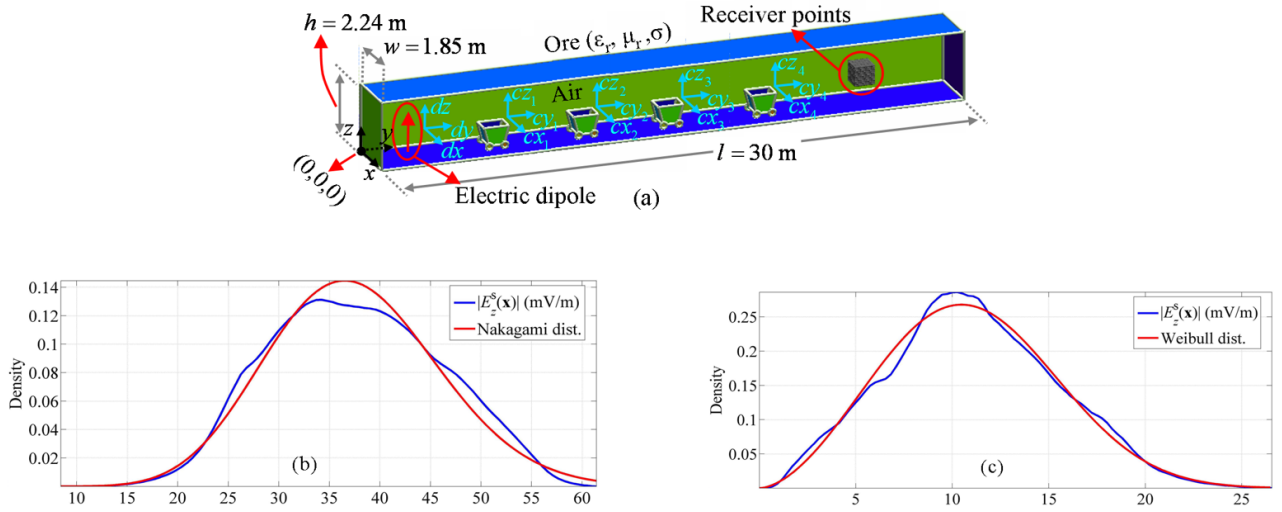 h = 2.24 m
w = 1.85 m
Ore (εr, μr ,σ)
Receiver points
Air
dz
dy
dx
cz1
cy1
cx1
cz2
cy2
cx2
cz3
cy3
cx3
cz4
cy4
cx4
z
y
x
(0,0,0)
l = 30 m
Electric dipole
(a)
Density
0.14
0.12
0.10
0.08
0.06
0.04
0.02
10 15 20 25 30 35 40 45 50 55 60
|E^s_z(x)| (mV/m)
Nakagami dist.
(b)
Density
0.25
0.2
0.15
0.1
0.05
5 10 15 20 25
|E^s_z(x)| (mV/m)
Weibull dist.
(c)